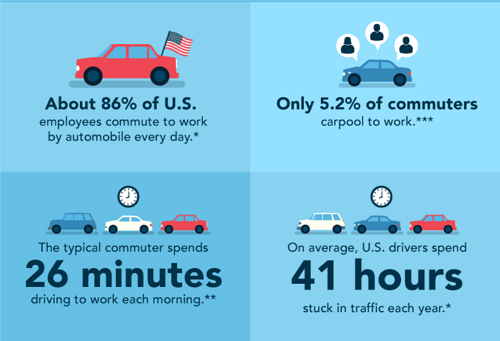 About 86% of U.S.
employees commute to work
by automobile every day.*
Only 5.2% of commuters
carpool to work.***
The typical commuter spends
26 minutes
driving to work each morning.**
On average, U.S. drivers spend
41 hours
stuck in traffic each year.*